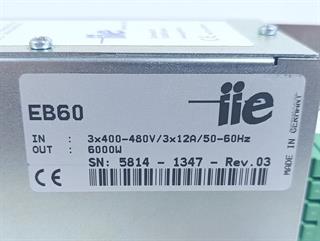 iie
EB60
IN : 3x400-480V/3x12A/50-60Hz
OUT : 6000W
SN: 5814 - 1347 - Rev.03
CE
MADE IN GERMANY